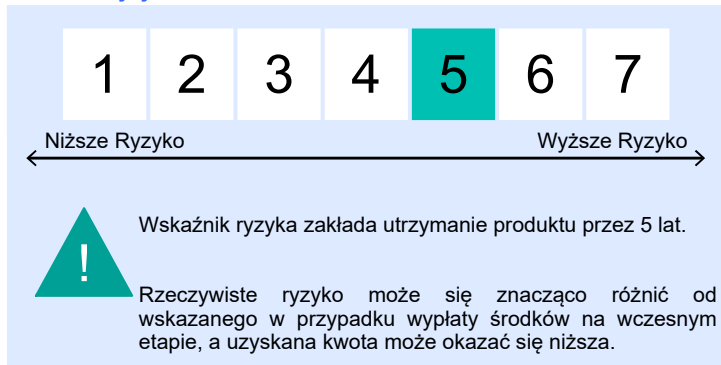 1 2 3 4 5 6 7
Niższe Ryzyko Wyższe Ryzyko
!
Wskaźnik ryzyka zakłada utrzymanie produktu przez 5 lat.
Rzeczywiste ryzyko może się znacząco różnić od
wskazanego w przypadku wypłaty środków na wczesnym
etapie, a uzyskana kwota może okazać się niższa.